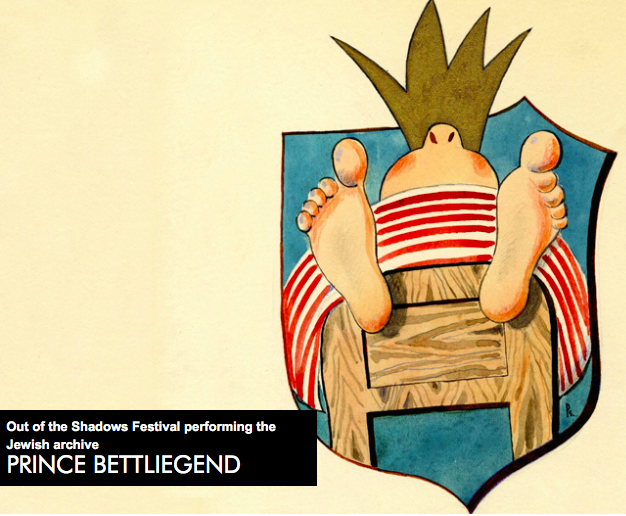 Out of the Shadows Festival performing the
Jewish archive
PRINCE BETTLIEGEND